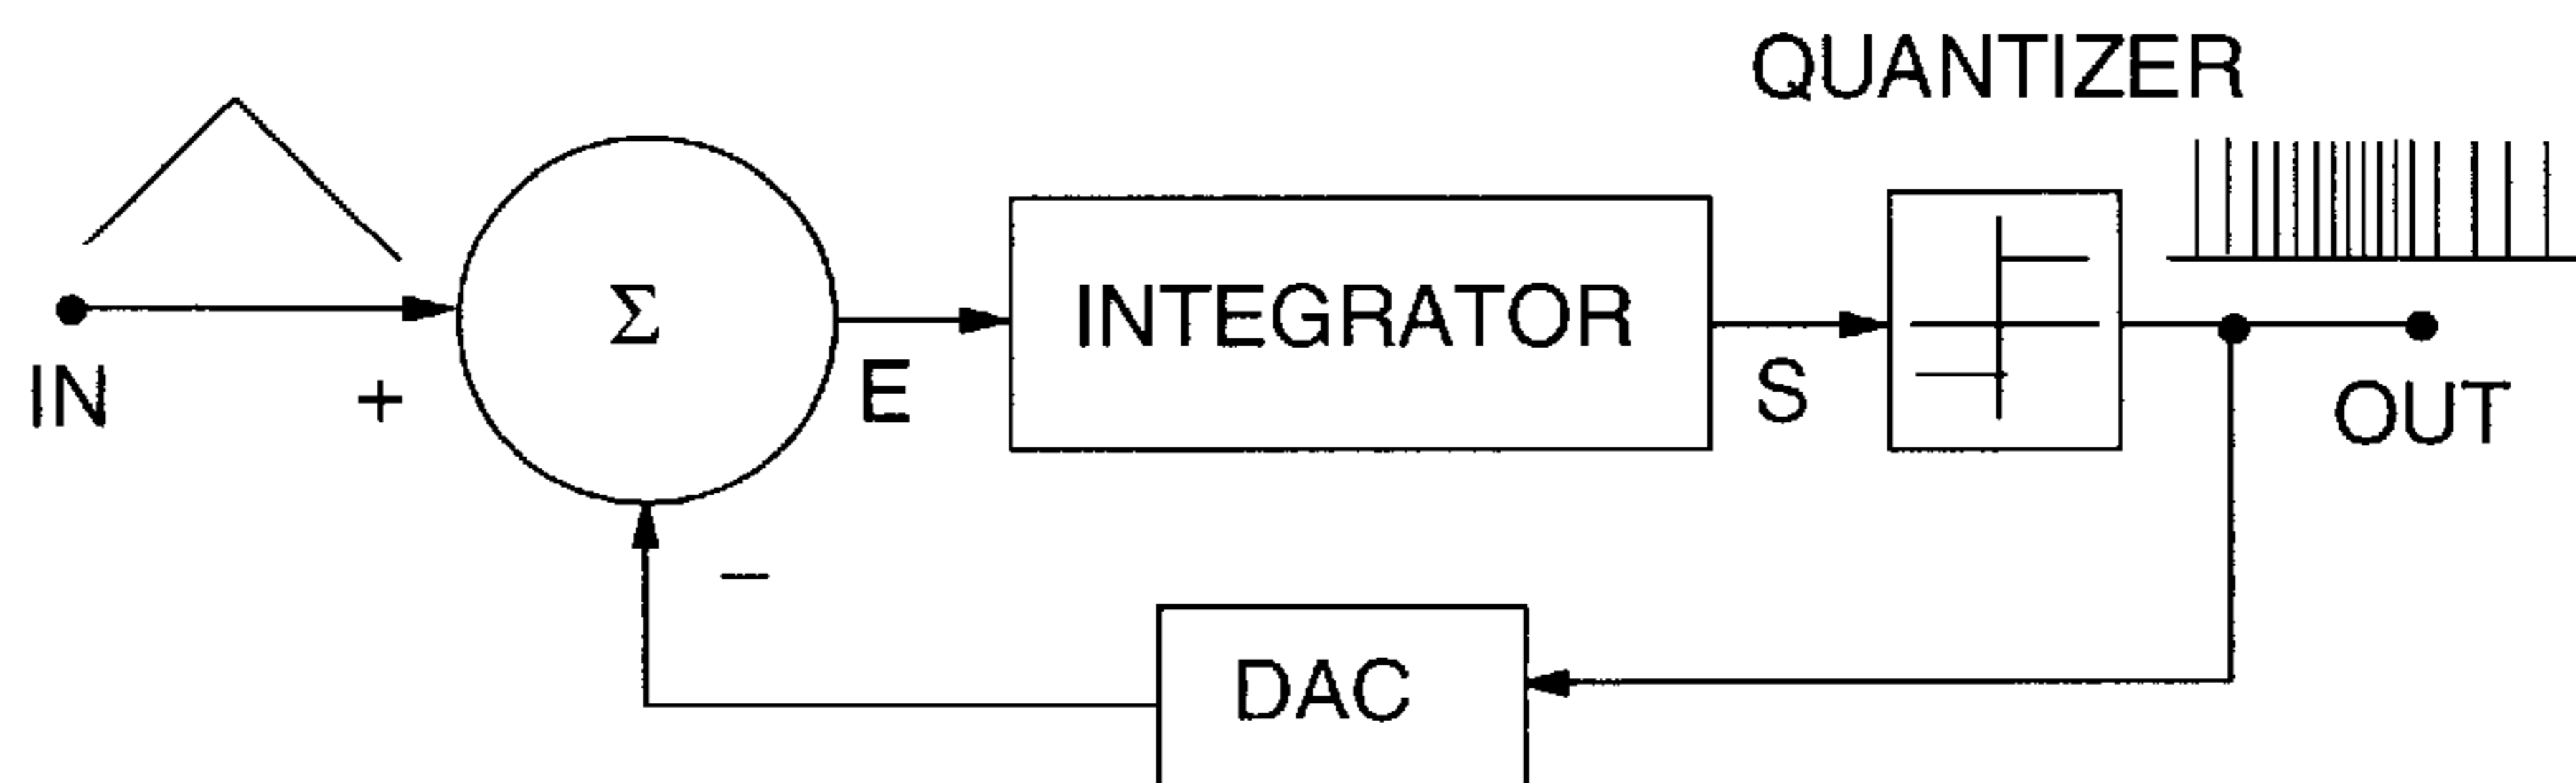 QUANTIZER
Σ
INTEGRATOR
IN
+
E
S
OUT
−
DAC